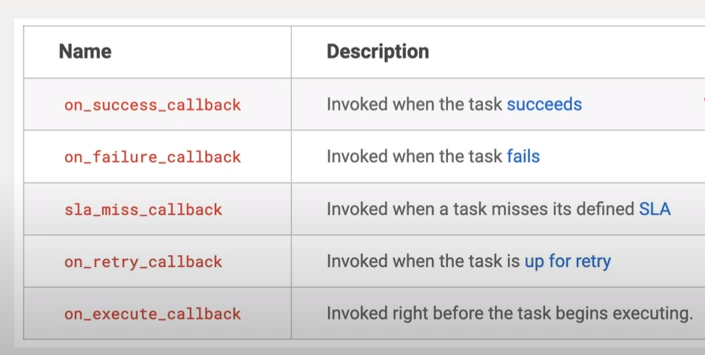 Name Description
on_success_callback Invoked when the task succeeds
on_failure_callback Invoked when the task fails
sla_miss_callback Invoked when a task misses its defined SLA
on_retry_callback Invoked when the task is up for retry
on_execute_callback Invoked right before the task begins executing.